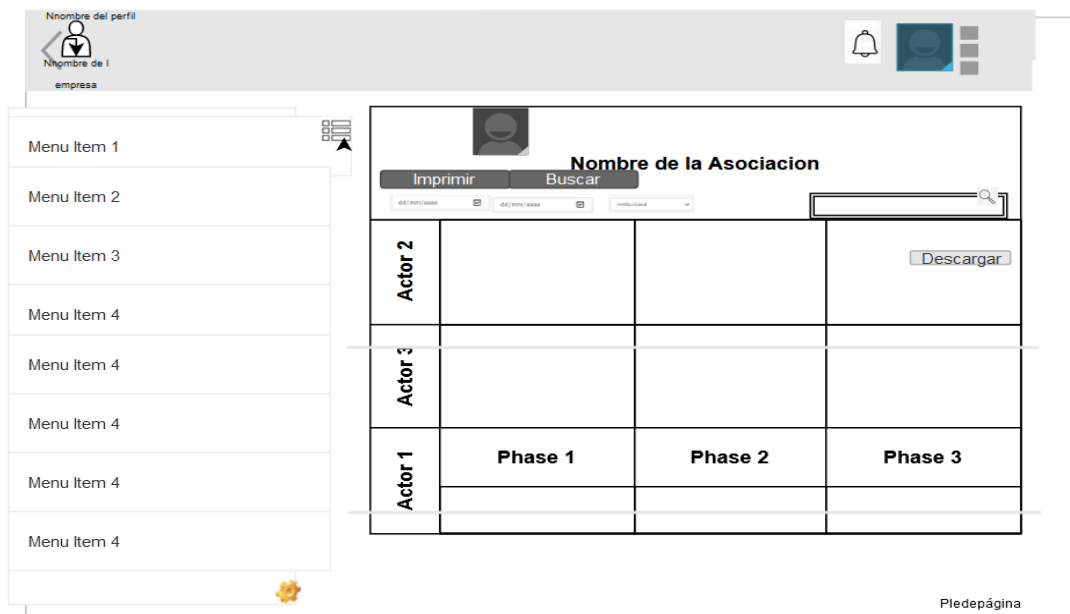 Nnombre del perfil
Nnombre de l
empresa
Menu Item 1
Menu Item 2
Menu Item 3
Menu Item 4
Menu Item 4
Menu Item 4
Menu Item 4
Menu Item 4
Nombre de la Asociacion
Imprimir Buscar
dd/mm/aaaa dd/mm/aaaa Institucional
Actor 2
Descargar
Actor 3
Actor 1
Phase 1 Phase 2 Phase 3
Pledepágina